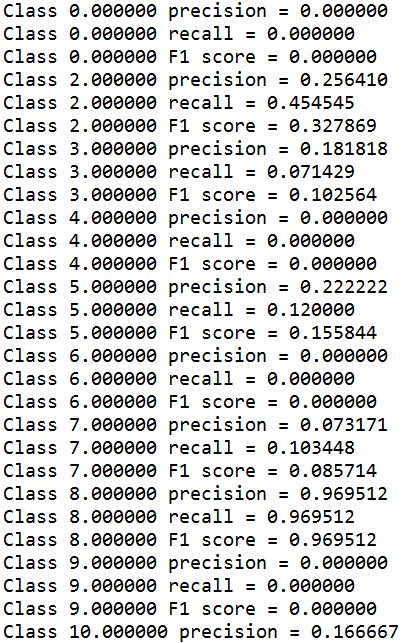 Class 0.000000 precision = 0.000000
Class 0.000000 recall = 0.000000
Class 0.000000 F1 score = 0.000000
Class 2.000000 precision = 0.256410
Class 2.000000 recall = 0.454545
Class 2.000000 F1 score = 0.327869
Class 3.000000 precision = 0.181818
Class 3.000000 recall = 0.071429
Class 3.000000 F1 score = 0.102564
Class 4.000000 precision = 0.000000
Class 4.000000 recall = 0.000000
Class 4.000000 F1 score = 0.000000
Class 5.000000 precision = 0.222222
Class 5.000000 recall = 0.120000
Class 5.000000 F1 score = 0.155844
Class 6.000000 precision = 0.000000
Class 6.000000 recall = 0.000000
Class 6.000000 F1 score = 0.000000
Class 7.000000 precision = 0.073171
Class 7.000000 recall = 0.103448
Class 7.000000 F1 score = 0.085714
Class 8.000000 precision = 0.969512
Class 8.000000 recall = 0.969512
Class 8.000000 F1 score = 0.969512
Class 9.000000 precision = 0.000000
Class 9.000000 recall = 0.000000
Class 9.000000 F1 score = 0.000000
Class 10.000000 precision = 0.166667